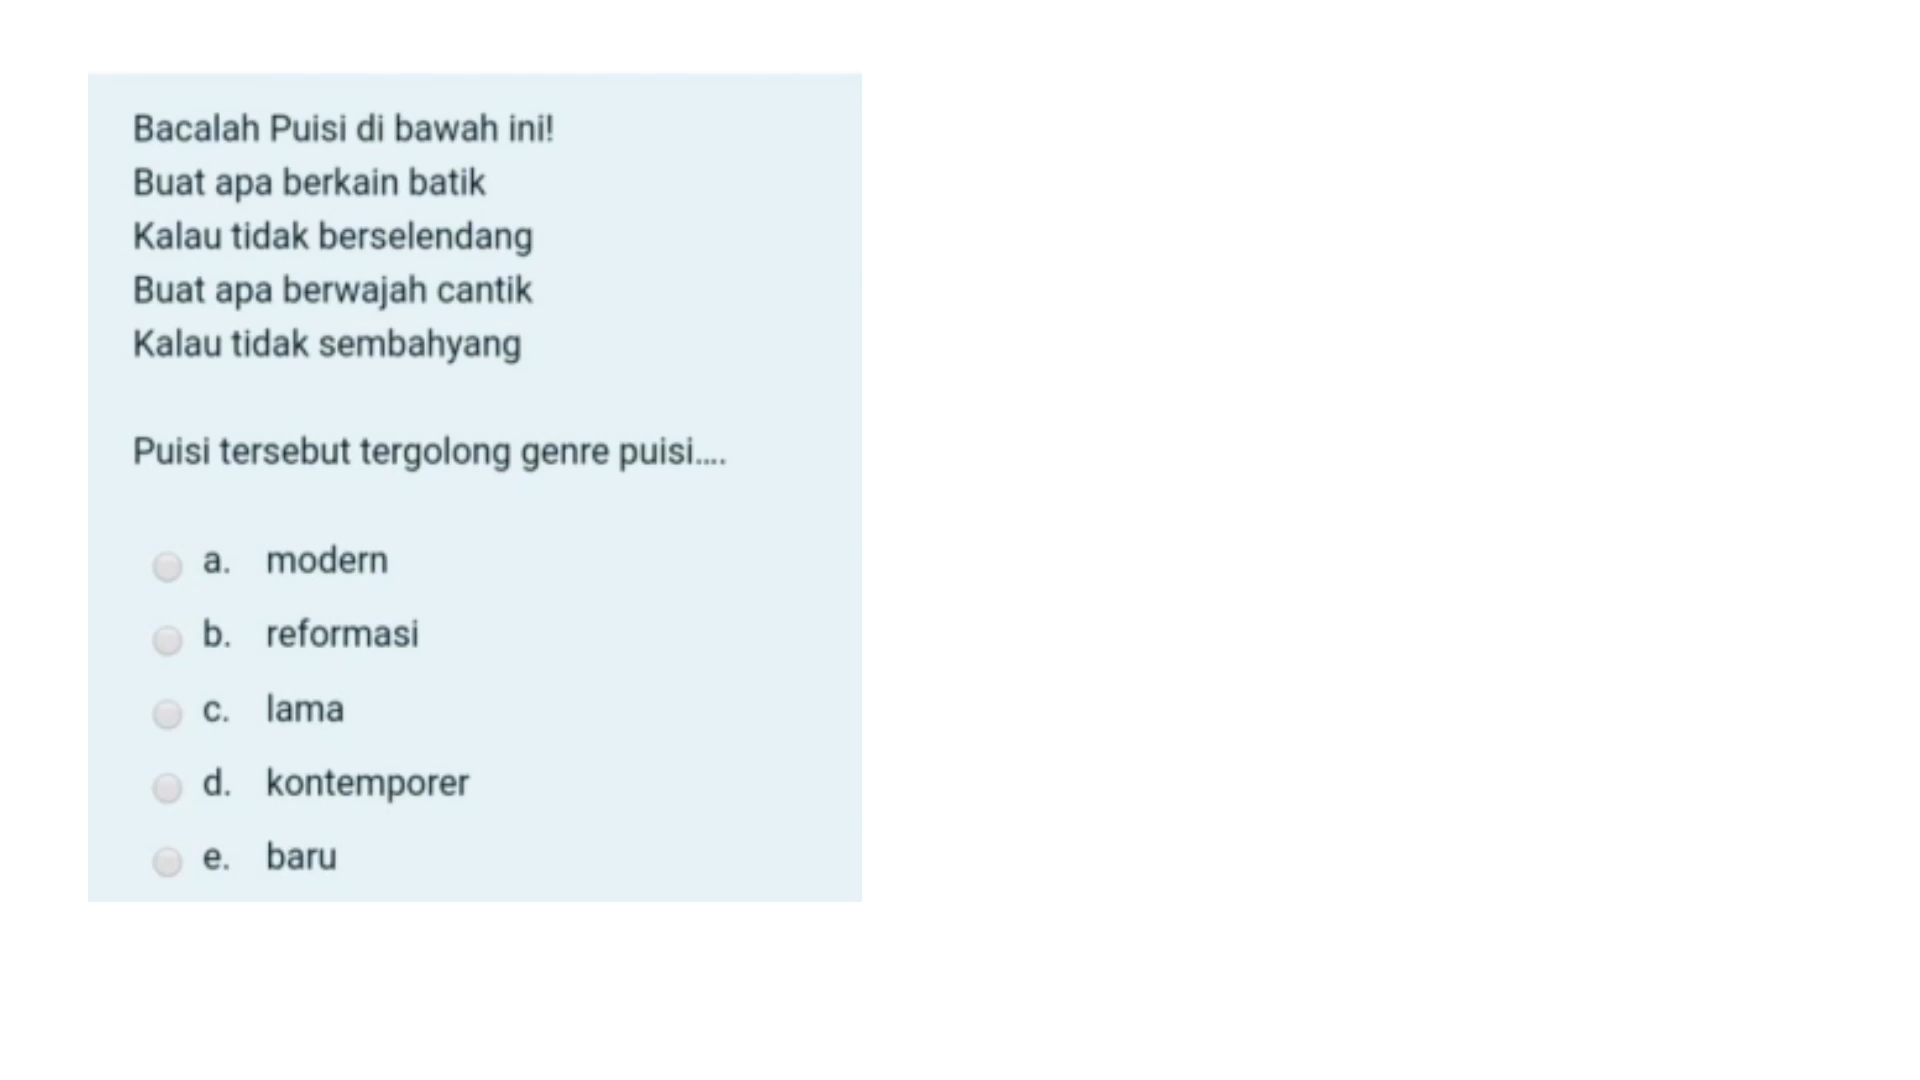 Bacalah Puisi di bawah ini!
Buat apa berkain batik
Kalau tidak berselendang
Buat apa berwajah cantik
Kalau tidak sembahyang
Puisi tersebut tergolong genre puisi....
a. modern
b. reformasi
c. lama
d. kontemporer
e. baru